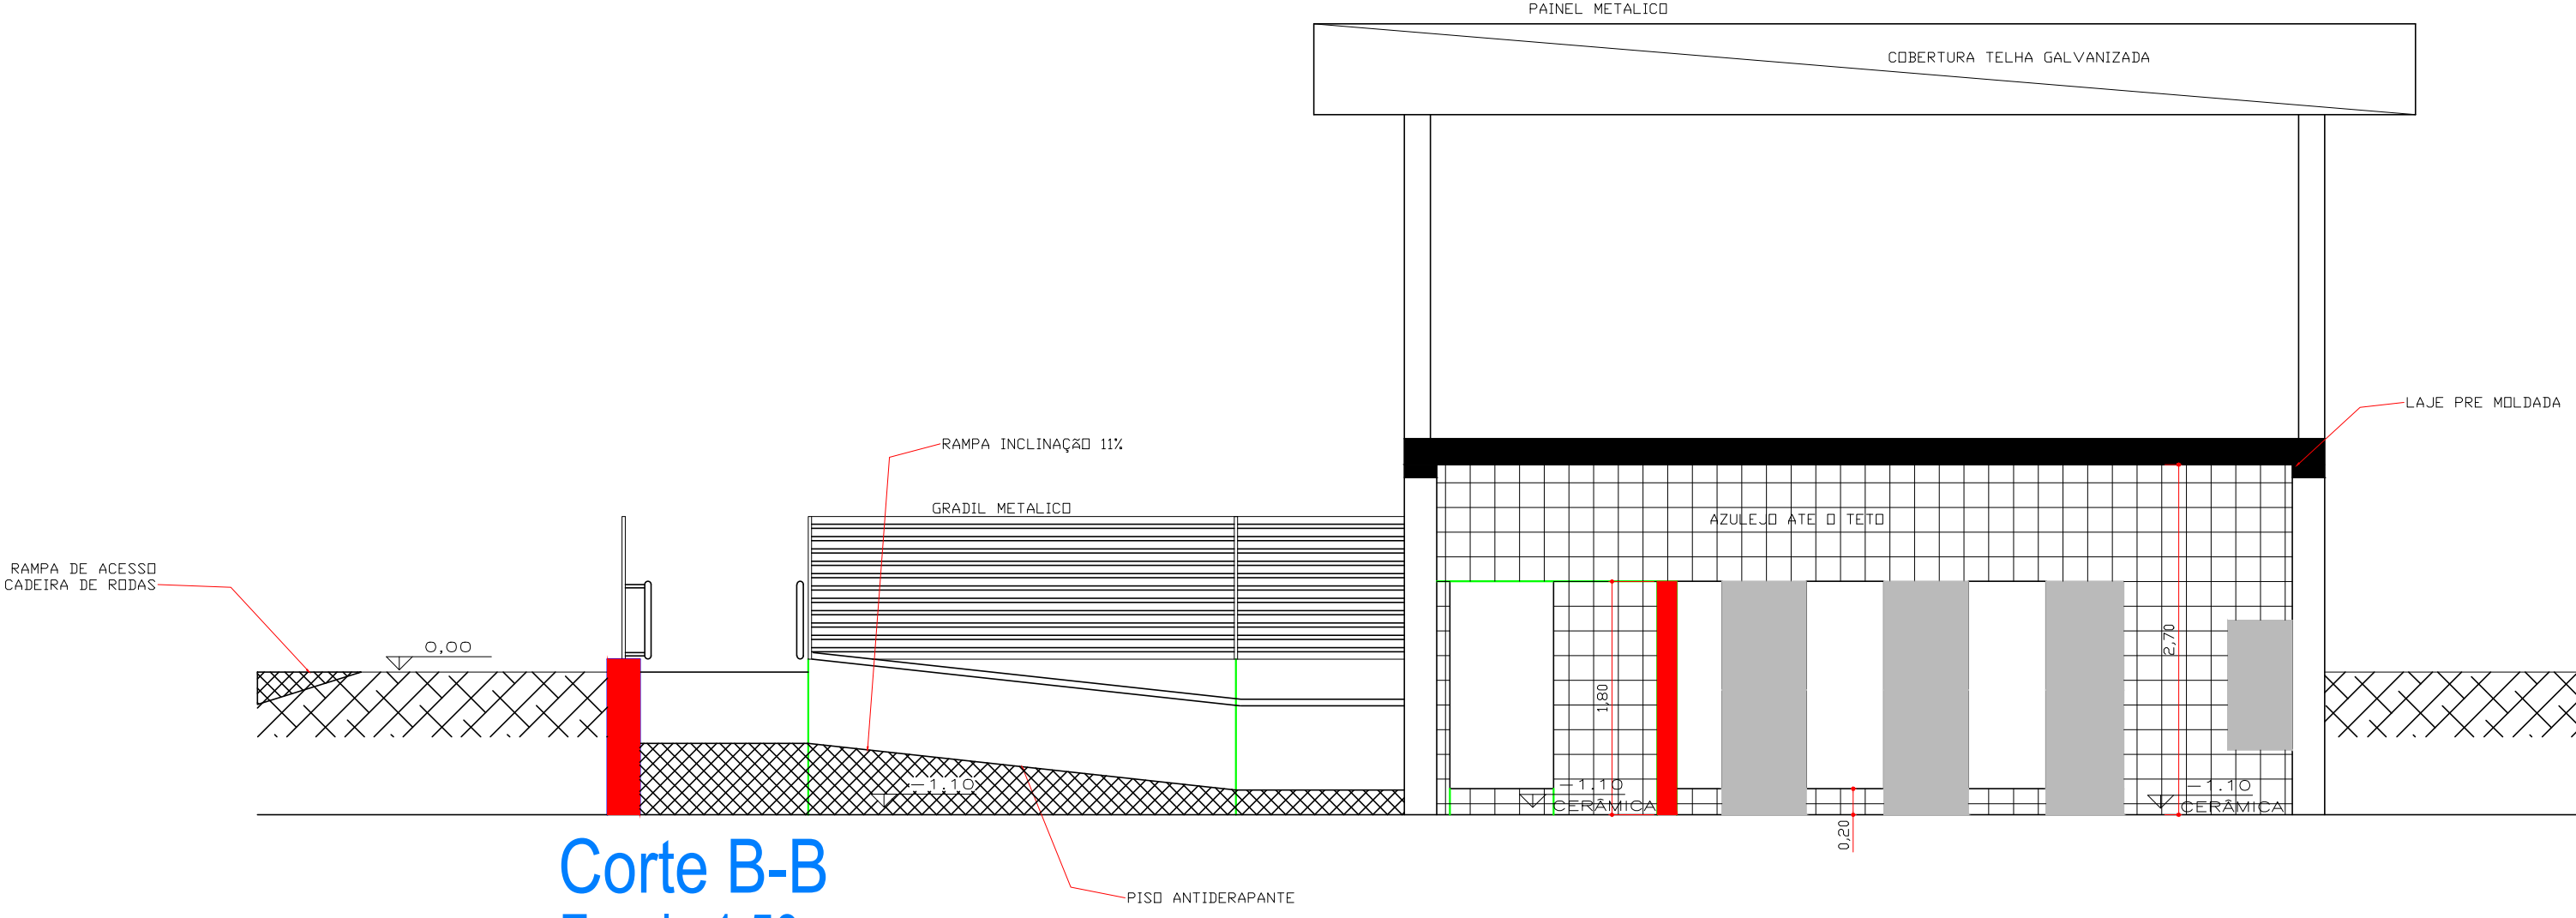 PAINEL METALICO
COBERTURA TELHA GALVANIZADA
LAJE PRE MOLDADA
RAMPA INCLINAÇÃO 11%
GRADIL METALICO
AZULEJO ATE O TETO
RAMPA DE ACESSO
CADEIRA DE RODAS
0,00
2,70
1,80
-1.10
-1.10
CERÂMICA
-1.10
CERÂMICA
0,20
Corte B-B
PISO ANTIDERAPANTE